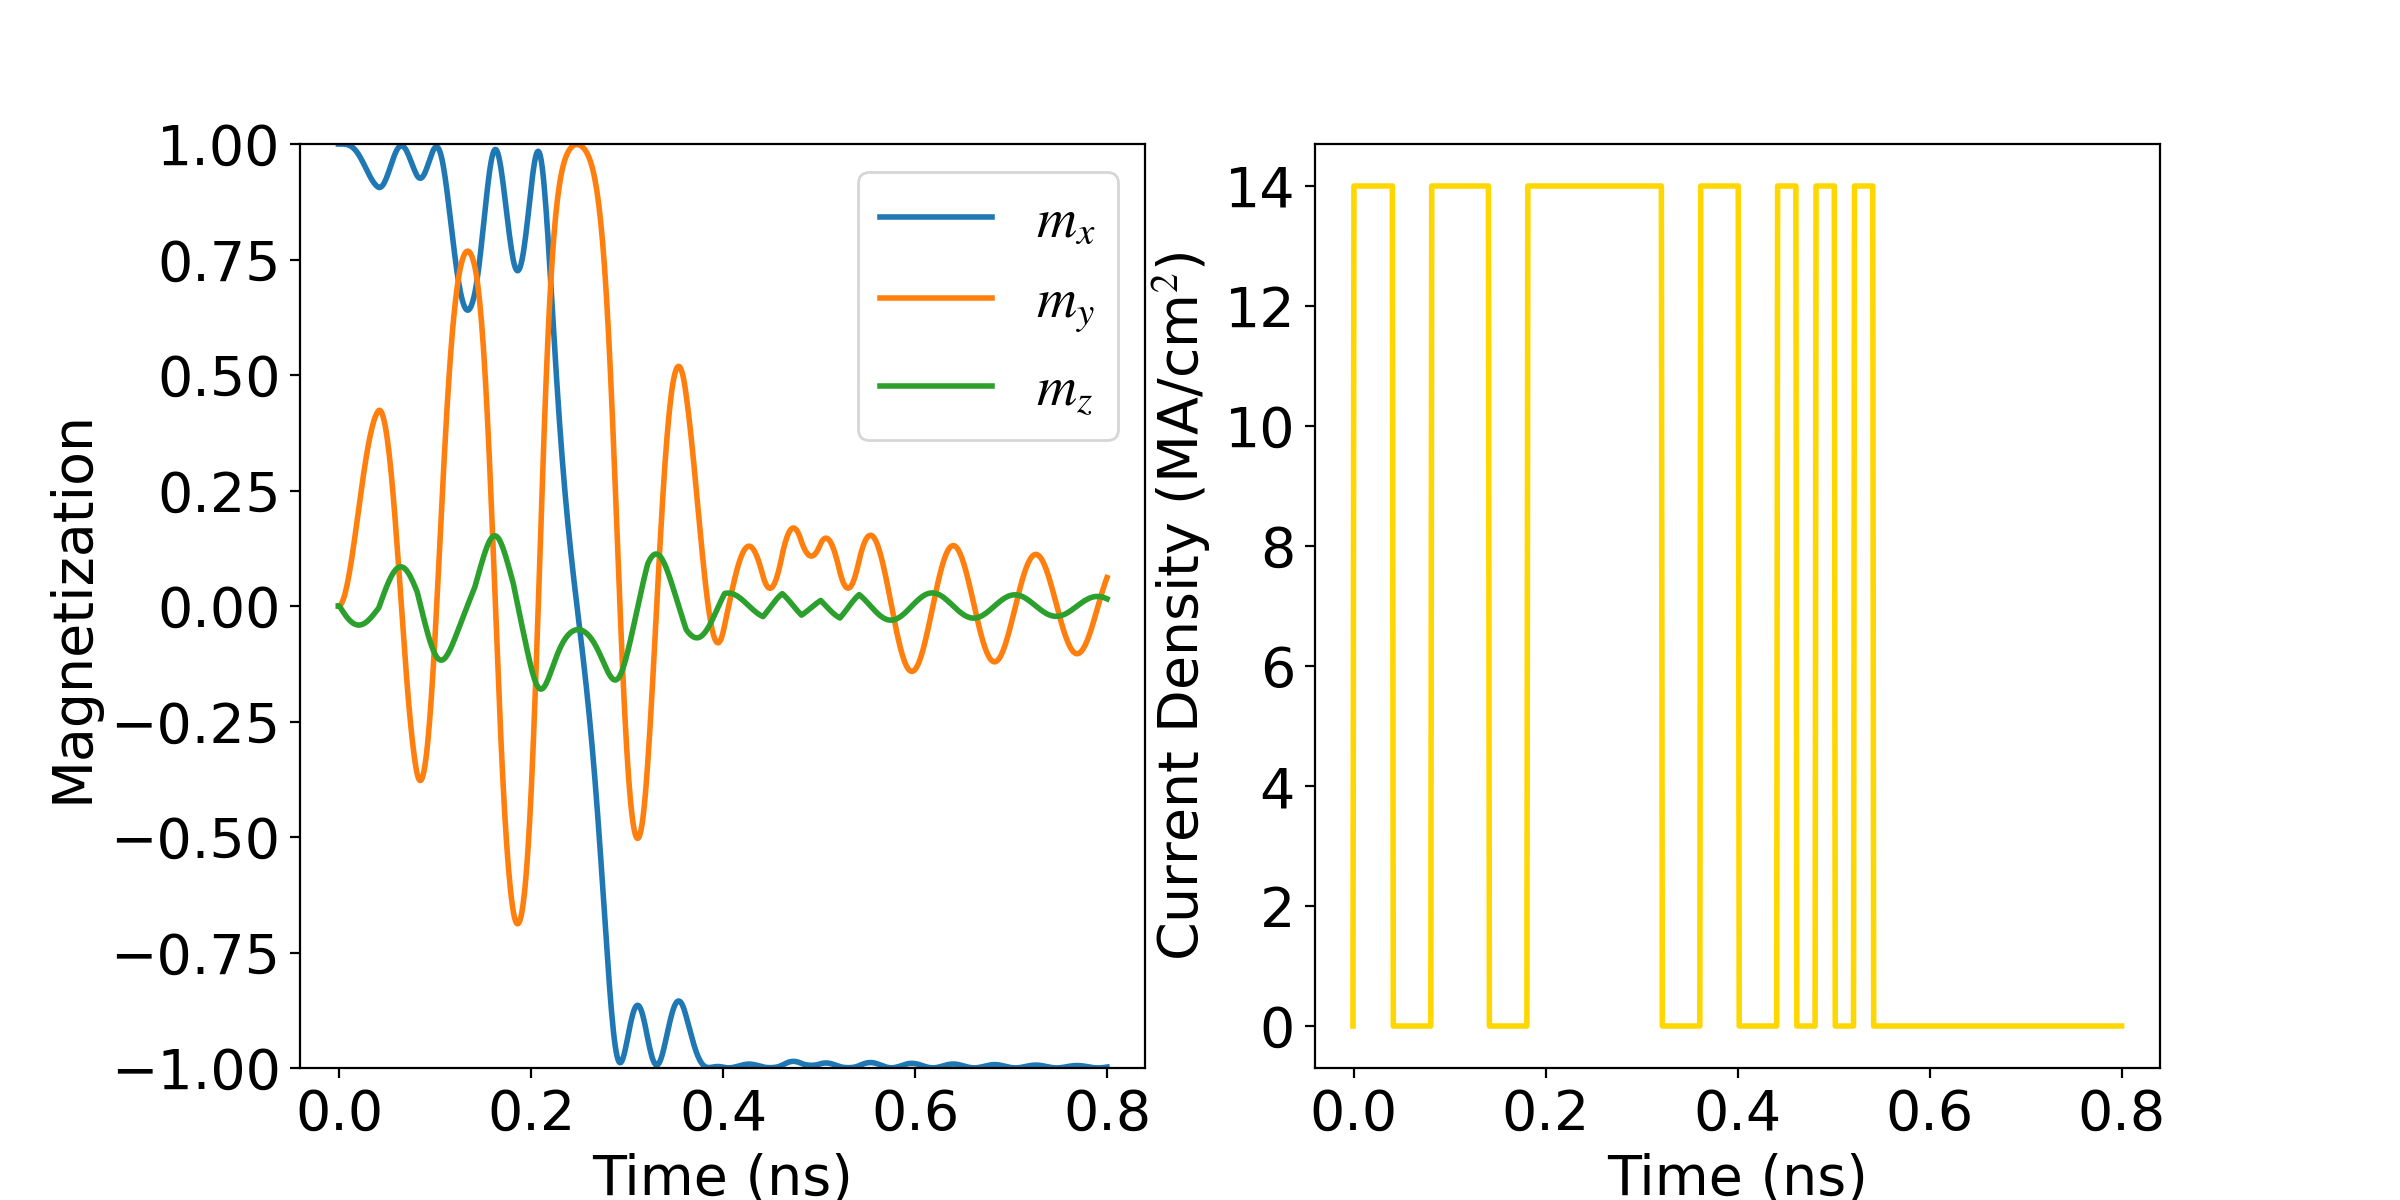 Magnetization
1.00
0.75
0.50
0.25
0.00
−0.25
−0.50
−0.75
−1.00
0.0 0.2 0.4 0.6 0.8
Time (ns)
m_x
m_y
m_z
Current Density (MA/cm²)
14
12
10
8
6
4
2
0
0.0 0.2 0.4 0.6 0.8
Time (ns)